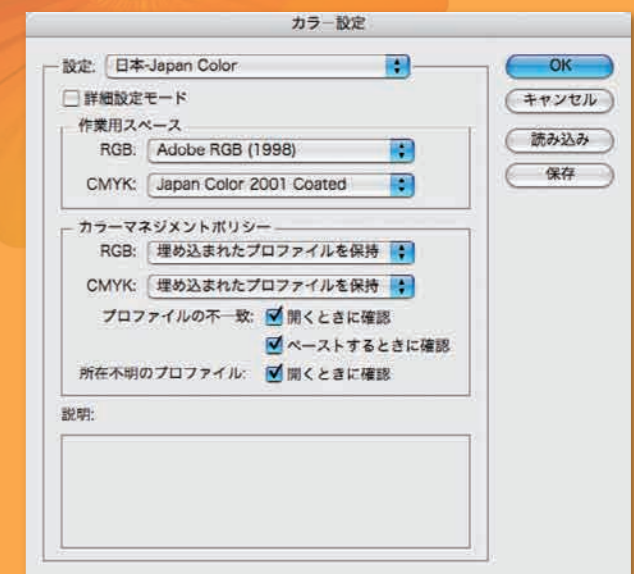 カラー設定
設定: 日本-Japan Color
詳細設定モード
作業用スペース
RGB: Adobe RGB (1998)
CMYK: Japan Color 2001 Coated
カラーマネジメントポリシー
RGB: 埋め込まれたプロファイルを保持
CMYK: 埋め込まれたプロファイルを保持
プロファイルの不一致: 開くときに確認
ペーストするときに確認
所在不明のプロファイル: 開くときに確認
説明:
OK
キャンセル
読み込み
保存